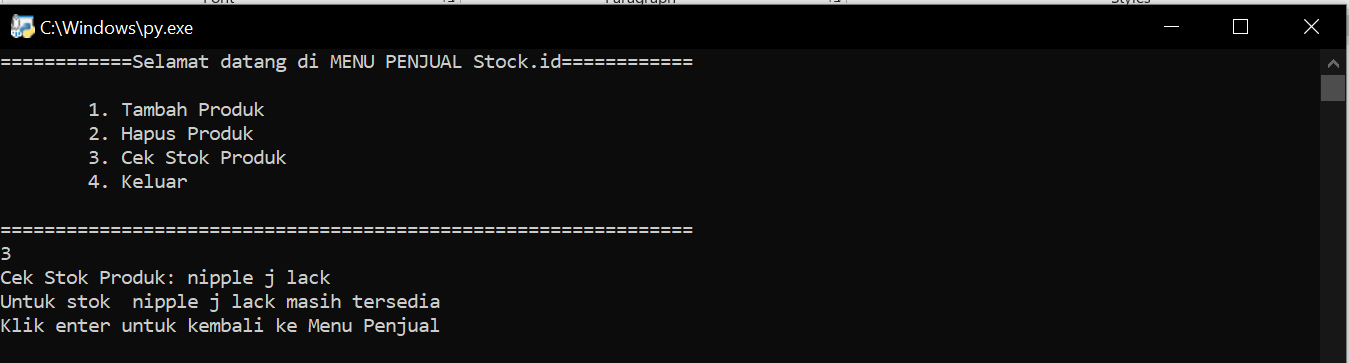 C:\Windows\py.exe
============Selamat datang di MENU PENJUAL Stock.id============
1. Tambah Produk
2. Hapus Produk
3. Cek Stok Produk
4. Keluar
===============================================================
3
Cek Stok Produk: nipple j lack
Untuk stok  nipple j lack masih tersedia
Klik enter untuk kembali ke Menu Penjual